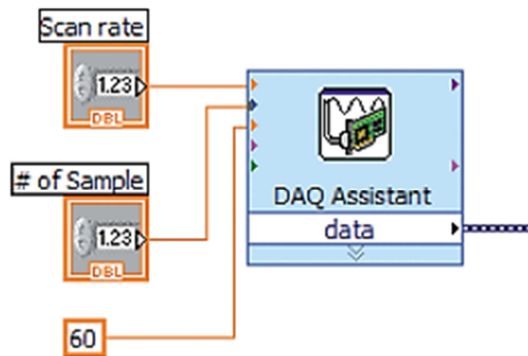 Scan rate
1.23
DBL
# of Sample
1.23
DBL
60
DAQ Assistant
data